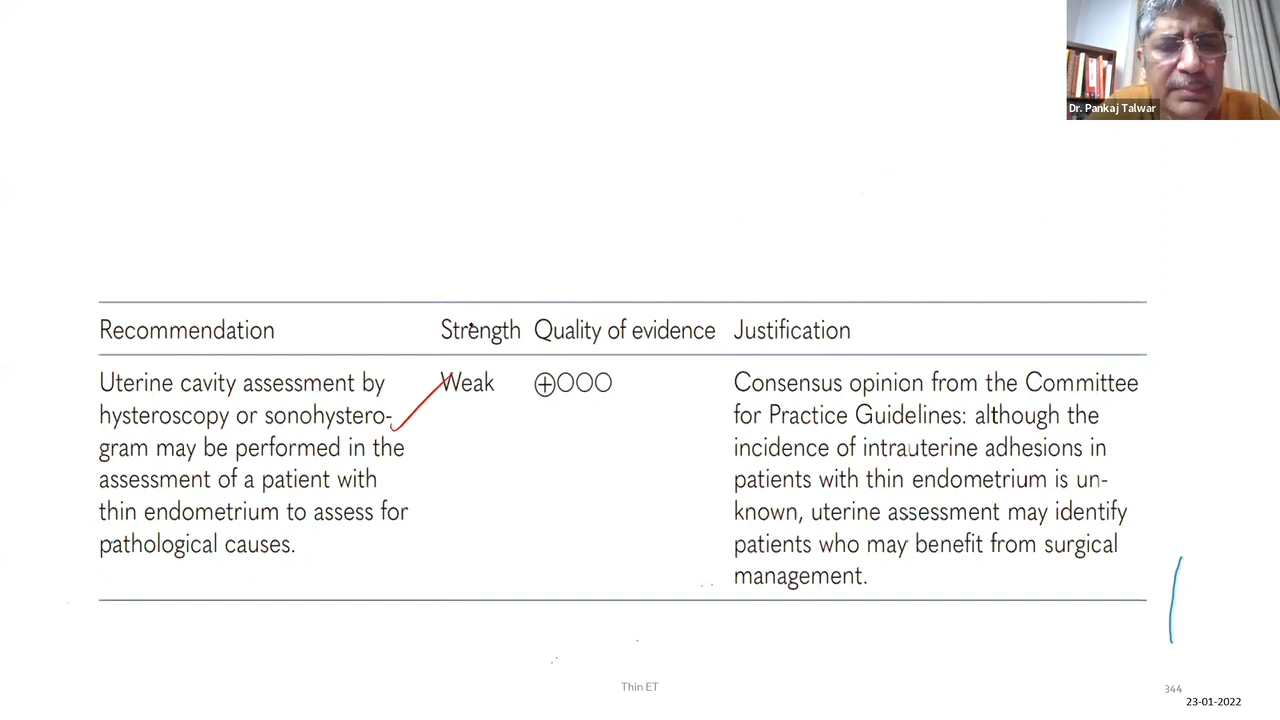 Dr. Pankaj Talwar
Recommendation Strength Quality of evidence Justification
Uterine cavity assessment by Weak ⊕○○○ Consensus opinion from the Committee
hysteroscopy or sonohystero- for Practice Guidelines: although the
gram may be performed in the incidence of intrauterine adhesions in
assessment of a patient with patients with thin endometrium is un-
thin endometrium to assess for known, uterine assessment may identify
pathological causes. patients who may benefit from surgical
management.
Thin ET
344
23-01-2022